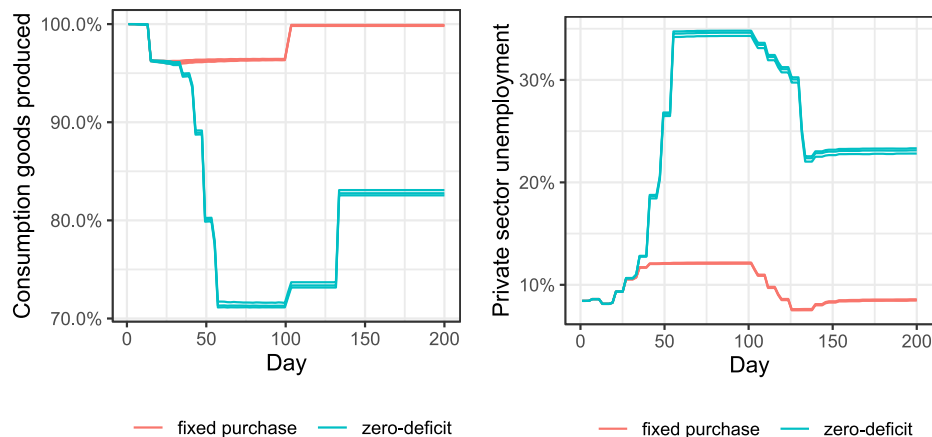 Consumption goods produced
100.0%
90.0%
80.0%
70.0%
0 50 100 150 200
Day
fixed purchase zero-deficit
Private sector unemployment
30%
20%
10%
0 50 100 150 200
Day
fixed purchase zero-deficit